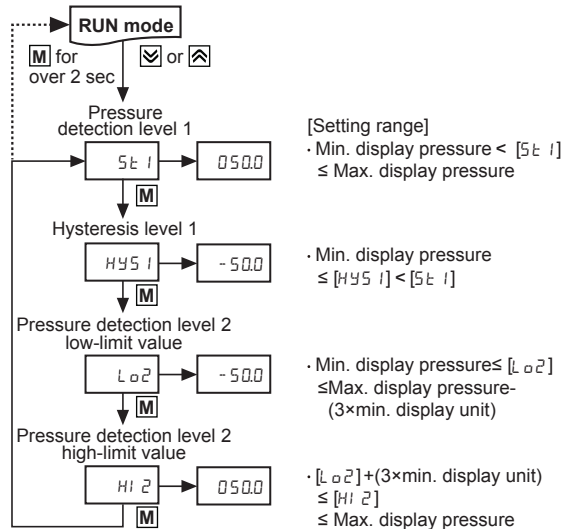 RUN mode
M for
over 2 sec
or
Pressure
detection level 1
St 1
050.0
M
[Setting range]
· Min. display pressure < [St 1]
≤ Max. display pressure
Hysteresis level 1
HYS 1
-50.0
M
· Min. display pressure
≤ [HYS 1] < [St 1]
Pressure detection level 2
low-limit value
Lo2
-50.0
M
· Min. display pressure≤ [Lo2]
≤Max. display pressure-
(3×min. display unit)
Pressure detection level 2
high-limit value
HI 2
050.0
M
· [Lo2]+(3×min. display unit)
≤ [HI 2]
≤ Max. display pressure